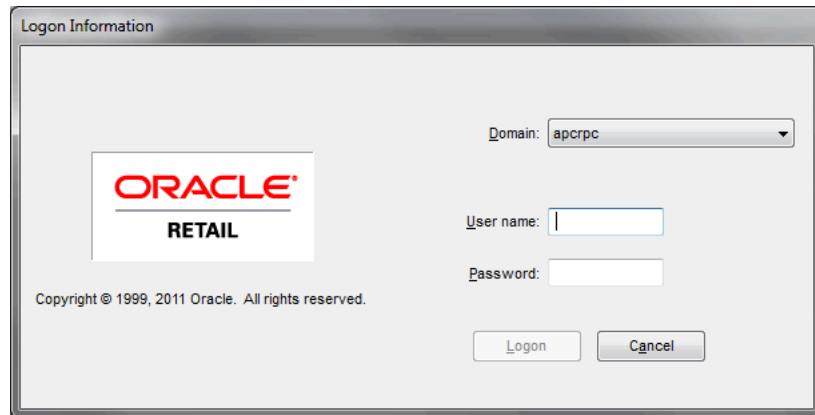 Logon Information
Domain: apcrpc
ORACLE®
RETAIL
User name:
Password:
Copyright © 1999, 2011 Oracle. All rights reserved.
Logon Cancel